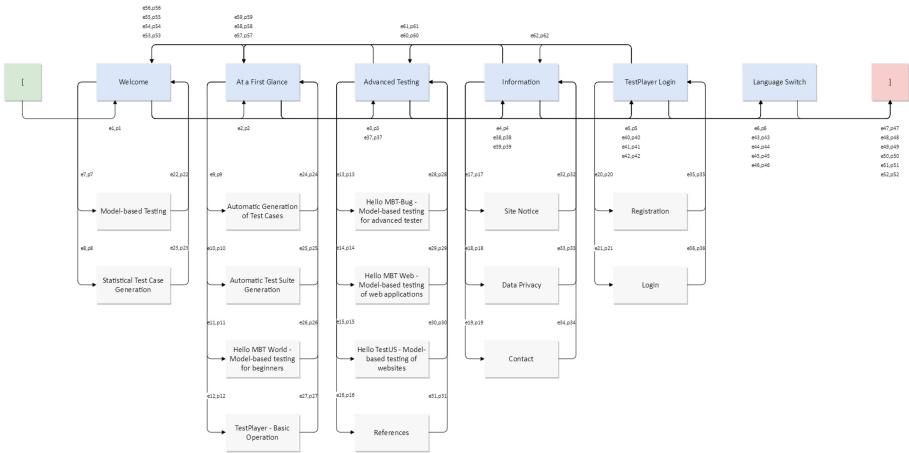 e56,p56
e55,p55
e54,p54
e53,p53
e59,p59
e58,p58
e57,p57
e61,p61
e60,p60
e62,p62
[
Welcome
At a First Glance
Advanced Testing
Information
TestPlayer Login
Language Switch
]
e1,p1
e2,p2
e3,p3
e37,p37
e4,p4
e38,p38
e39,p39
e5,p5
e40,p40
e41,p41
e42,p42
e6,p6
e43,p43
e44,p44
e45,p45
e46,p46
e47,p47
e48,p48
e49,p49
e50,p50
e51,p51
e52,p52
e7,p7
e22,p22
e9,p9
e24,p24
e13,p13
e28,p28
e17,p17
e32,p32
e20,p20
e35,p35
Model-based Testing
Automatic Generation
of Test Cases
Hello MBT-Bug -
Model-based testing
for advanced tester
Site Notice
Registration
e8,p8
e23,p23
e10,p10
e25,p25
e14,p14
e29,p29
e18,p18
e33,p33
e21,p21
e36,p36
Statistical Test Case
Generation
Automatic Test Suite
Generation
Hello MBT Web -
Model-based testing
of web applications
Data Privacy
Login
e11,p11
e26,p26
e15,p15
e30,p30
e19,p19
e34,p34
Hello MBT World -
Model-based testing
for beginners
Hello TestUS - Model-
based testing of
websites
Contact
e12,p12
e27,p27
e16,p16
e31,p31
TestPlayer - Basic
Operation
References